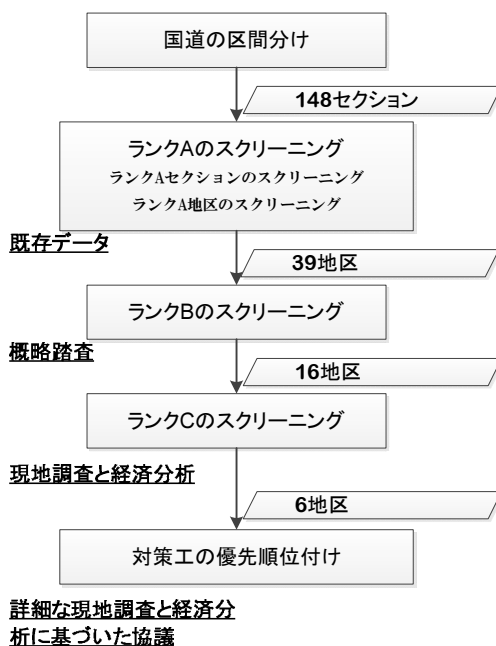 国道の区間分け
148セクション
ランクAのスクリーニング
ランクAセクションのスクリーニング
ランクA地区のスクリーニング
既存データ
39地区
ランクBのスクリーニング
概略踏査
16地区
ランクCのスクリーニング
現地調査と経済分析
6地区
対策工の優先順位付け
詳細な現地調査と経済分
析に基づいた協議